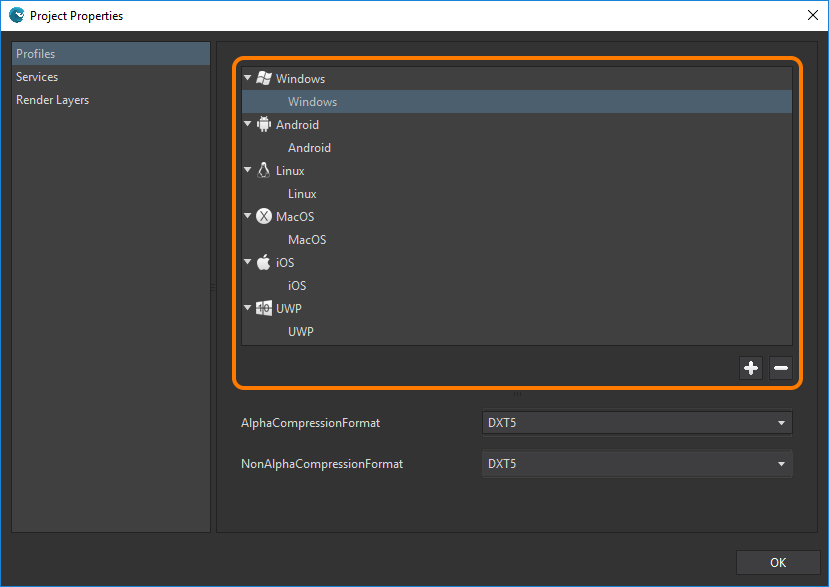 Project Properties
Profiles
Services
Render Layers
Windows
Windows
Android
Android
Linux
Linux
MacOS
MacOS
iOS
iOS
UWP
UWP
AlphaCompressionFormat DXT5
NonAlphaCompressionFormat DXT5
OK